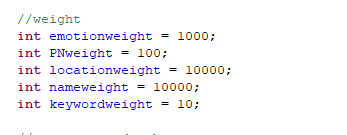 //weight
int emotionweight = 1000;
int PNweight = 100;
int locationweight = 10000;
int nameweight = 10000;
int keywordweight = 10;